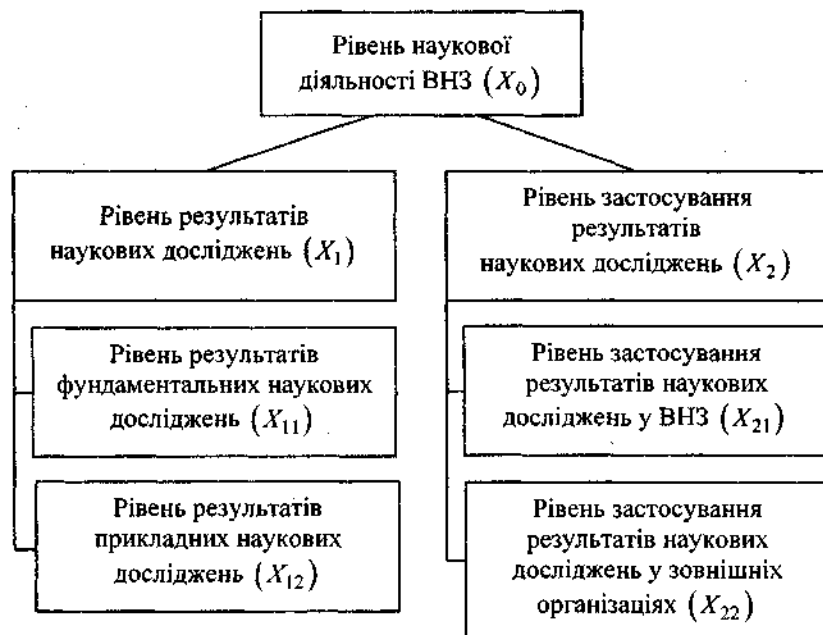 Рівень наукової
діяльності ВНЗ (X₀)
Рівень результатів
наукових досліджень (X₁)
Рівень застосування
результатів
наукових досліджень (X₂)
Рівень результатів
фундаментальних наукових
досліджень (X₁₁)
Рівень застосування
результатів наукових
досліджень у ВНЗ (X₂₁)
Рівень результатів
прикладних наукових
досліджень (X₁₂)
Рівень застосування
результатів наукових
досліджень у зовнішніх
організаціях (X₂₂)